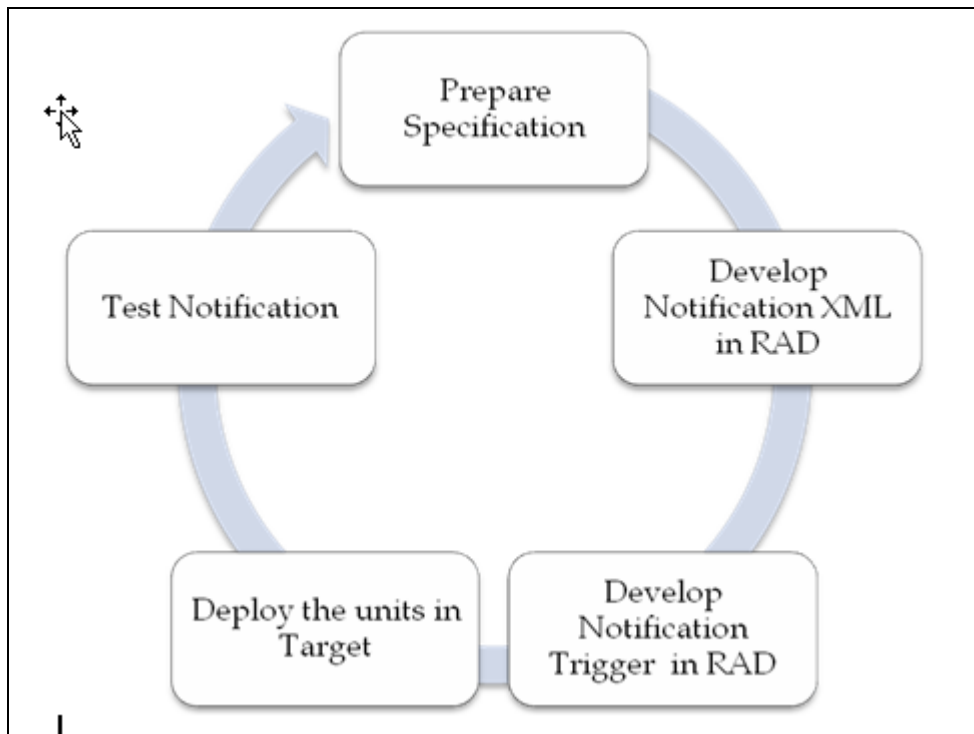 Prepare
Specification
Develop
Notification XML
in RAD
Develop
Notification
Trigger in RAD
Deploy the units in
Target
Test Notification